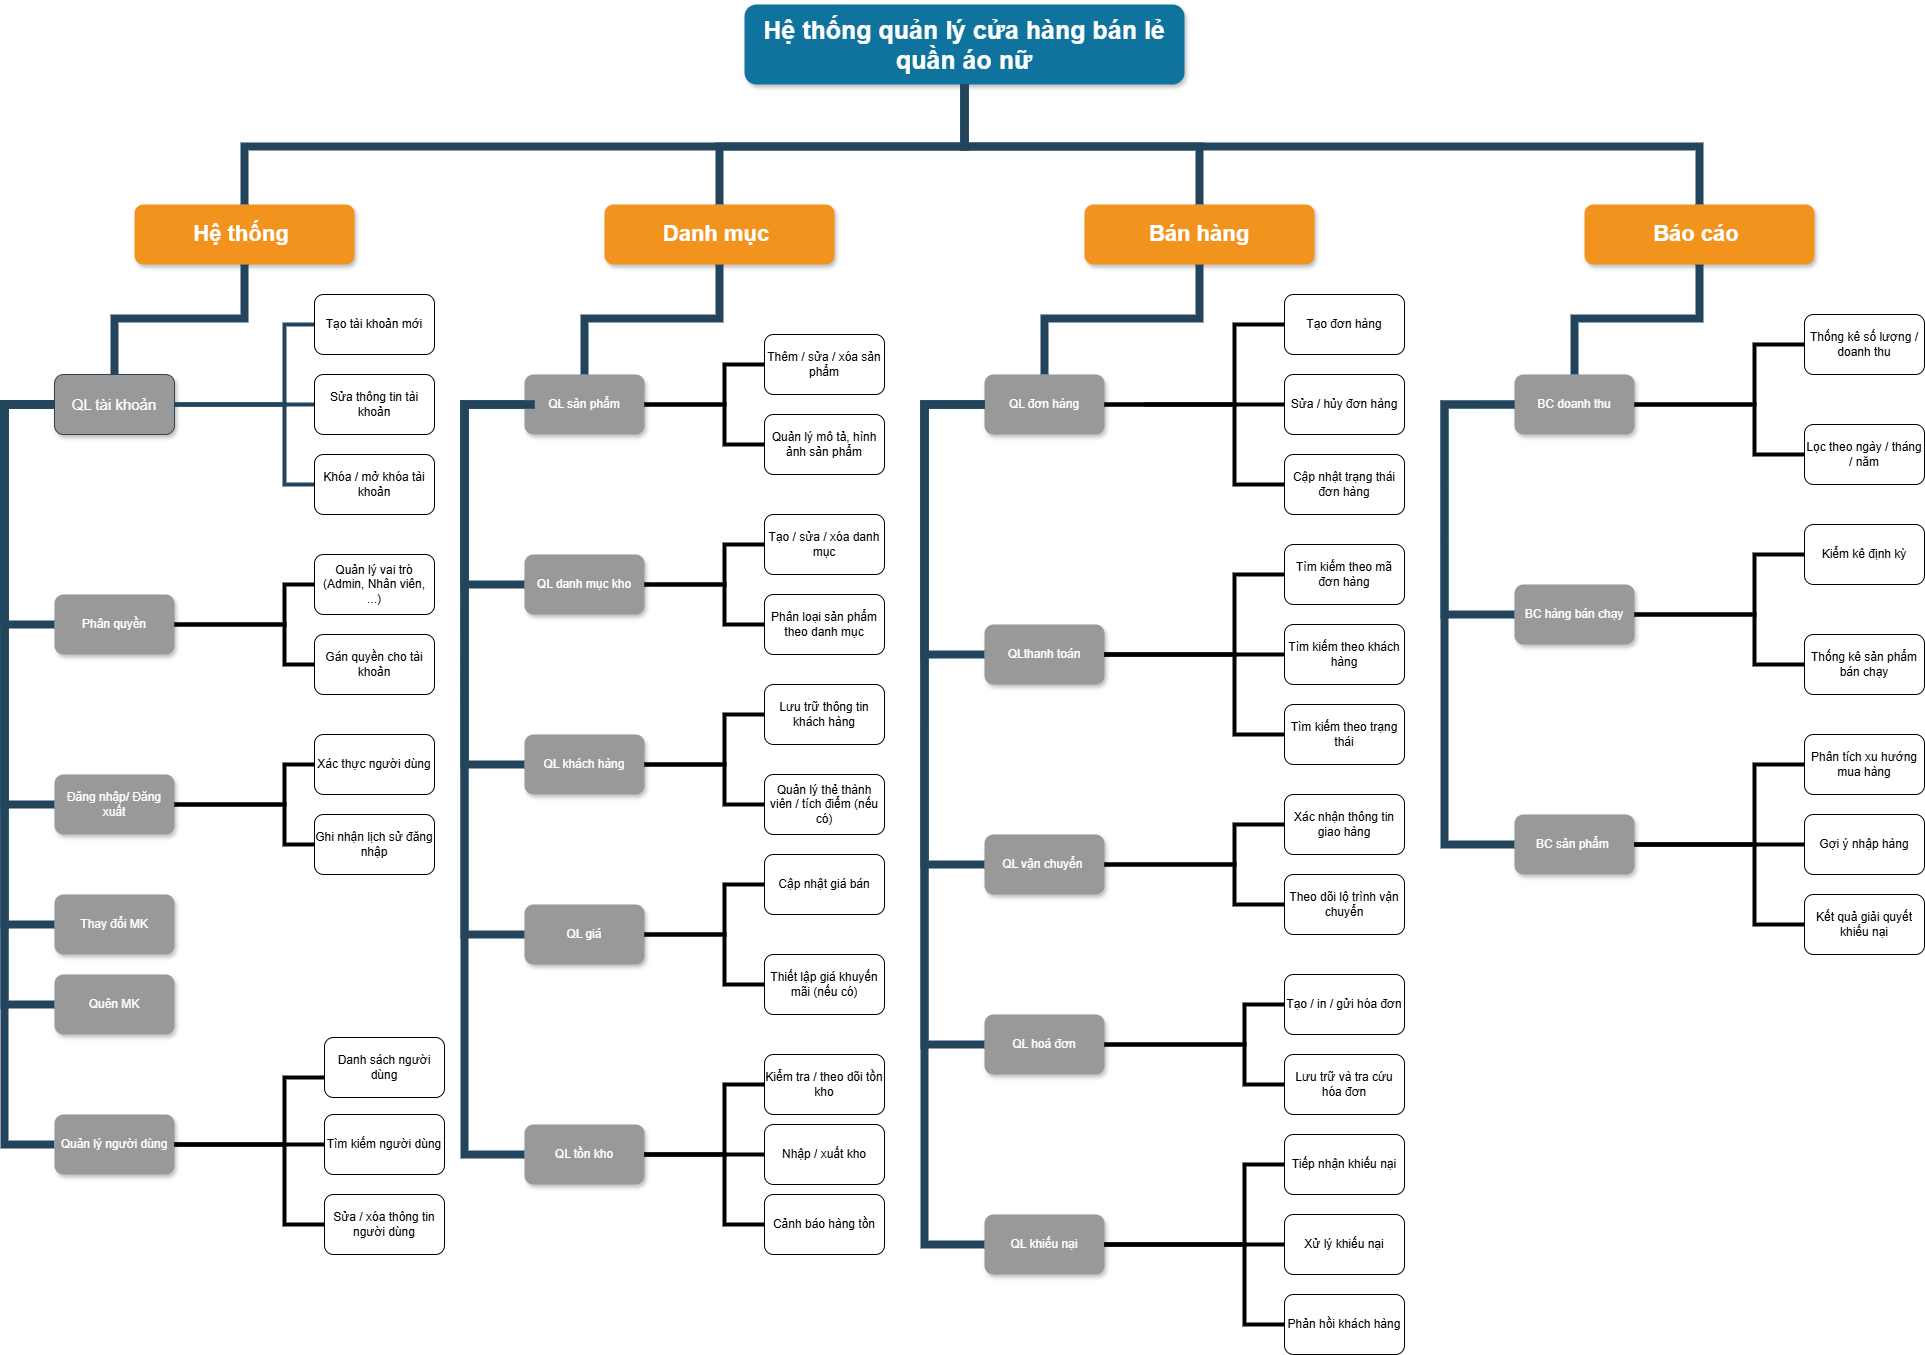 Hệ thống quản lý cửa hàng bán lẻ
quần áo nữ
Hệ thống
Danh mục
Bán hàng
Báo cáo
QL tài khoản
Tạo tài khoản mới
Sửa thông tin tài
khoản
Khóa / mở khóa tài
khoản
Phân quyền
Quản lý vai trò
(Admin, Nhân viên,
...)
Gán quyền cho tài
khoản
Đăng nhập/ Đăng
xuất
Xác thực người dùng
Ghi nhận lịch sử đăng
nhập
Thay đổi MK
Quên MK
Quản lý người dùng
Danh sách người
dùng
Tìm kiếm người dùng
Sửa / xóa thông tin
người dùng
QL sản phẩm
Thêm / sửa / xóa sản
phẩm
Quản lý mô tả, hình
ảnh sản phẩm
QL danh mục kho
Tạo / sửa / xóa danh
mục
Phân loại sản phẩm
theo danh mục
QL khách hàng
Lưu trữ thông tin
khách hàng
Quản lý thẻ thành
viên / tích điểm (nếu
có)
QL giá
Cập nhật giá bán
Thiết lập giá khuyến
mãi (nếu có)
QL tồn kho
Kiểm tra / theo dõi tồn
kho
Nhập / xuất kho
Cảnh báo hàng tồn
QL đơn hàng
Tạo đơn hàng
Sửa / hủy đơn hàng
Cập nhật trạng thái
đơn hàng
QLthanh toán
Tìm kiếm theo mã
đơn hàng
Tìm kiếm theo khách
hàng
Tìm kiếm theo trạng
thái
QL vận chuyển
Xác nhận thông tin
giao hàng
Theo dõi lộ trình vận
chuyển
QL hoá đơn
Tạo / in / gửi hóa đơn
Lưu trữ và tra cứu
hóa đơn
QL khiếu nại
Tiếp nhận khiếu nại
Xử lý khiếu nại
Phản hồi khách hàng
BC doanh thu
Thống kê số lượng /
doanh thu
Lọc theo ngày / tháng
/ năm
BC hàng bán chạy
Kiểm kê định kỳ
Thống kê sản phẩm
bán chạy
BC sản phẩm
Phân tích xu hướng
mua hàng
Gợi ý nhập hàng
Kết quả giải quyết
khiếu nại